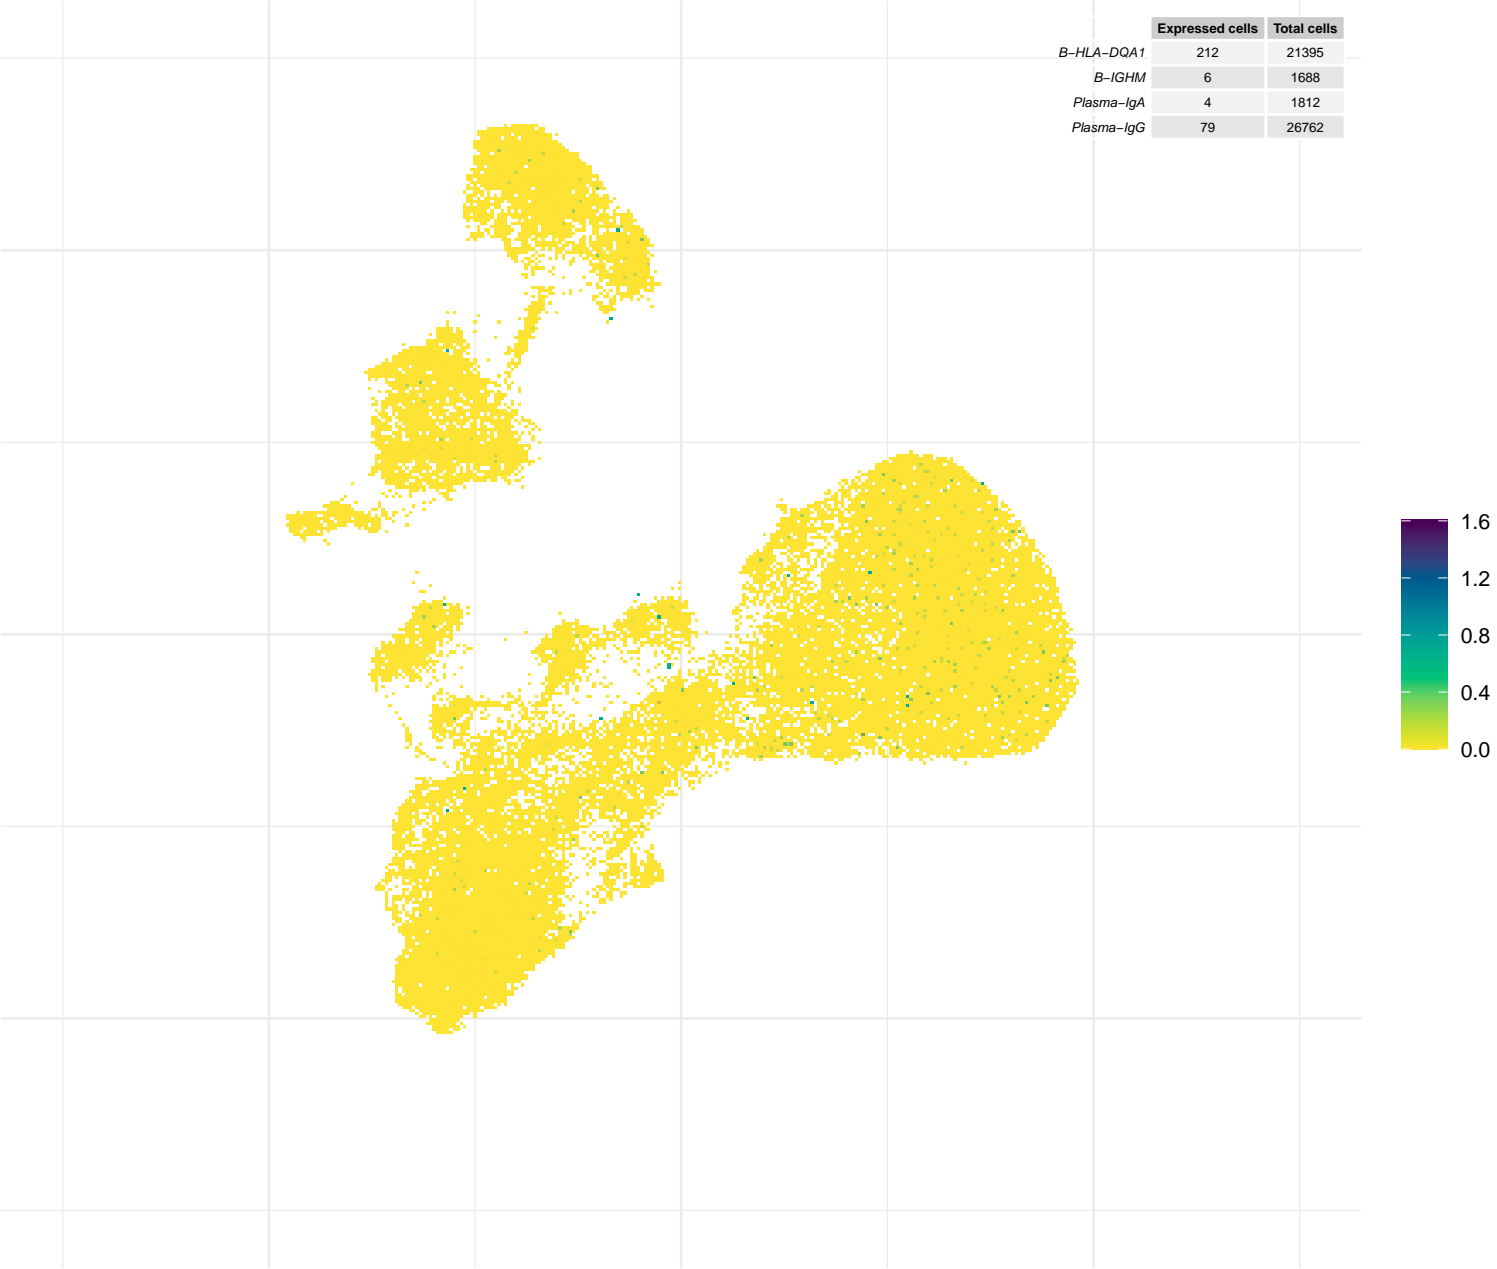 Expressed cells Total cells
B−HLA−DQA1 212 21395
B−IGHM 6 1688
Plasma−IgA 4 1812
Plasma−IgG 79 26762
1.6
1.2
0.8
0.4
0.0